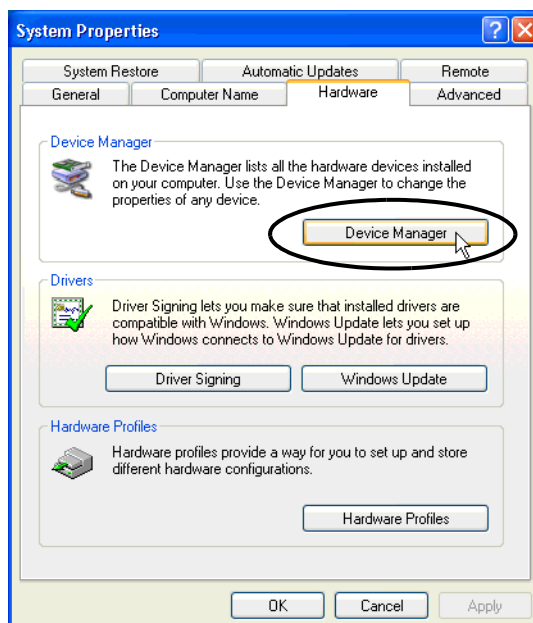 System Properties
System Restore Automatic Updates Remote
General Computer Name Hardware Advanced
Device Manager
The Device Manager lists all the hardware devices installed
on your computer. Use the Device Manager to change the
properties of any device.
Device Manager
Drivers
Driver Signing lets you make sure that installed drivers are
compatible with Windows. Windows Update lets you set up
how Windows connects to Windows Update for drivers.
Driver Signing Windows Update
Hardware Profiles
Hardware profiles provide a way for you to set up and store
different hardware configurations.
Hardware Profiles
OK Cancel Apply